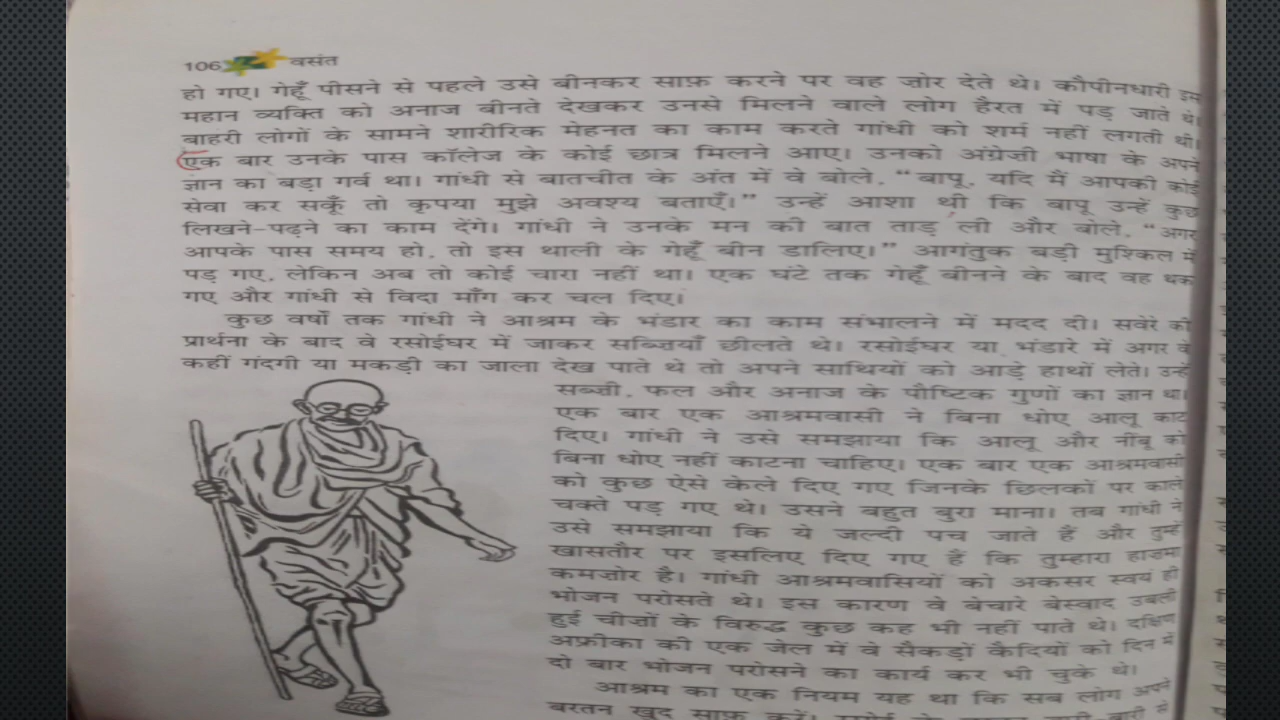 106 वसंत
हो गए। गेहूँ पीसने से पहले उसे बीनकर साफ़ करने पर वह ज़ोर देते थे। कौपीनधारी इस
महान व्यक्ति को अनाज बीनते देखकर उनसे मिलने वाले लोग हैरत में पड़ जाते थे।
बाहरी लोगों के सामने शारीरिक मेहनत का काम करते गांधी को शर्म नहीं लगती थी।
एक बार उनके पास कॉलेज के कोई छात्र मिलने आए। उनको अंग्रेज़ी भाषा के अपने
ज्ञान का बड़ा गर्व था। गांधी से बातचीत के अंत में वे बोले, “बापू, यदि मैं आपकी कोई
सेवा कर सकूँ तो कृपया मुझे अवश्य बताएँ।” उन्हें आशा थी कि बापू उन्हें कुछ
लिखने-पढ़ने का काम देंगे। गांधी ने उनके मन की बात ताड़ ली और बोले, “अगर
आपके पास समय हो, तो इस थाली के गेहूँ बीन डालिए।” आगंतुक बड़ी मुश्किल में
पड़ गए, लेकिन अब तो कोई चारा नहीं था। एक घंटे तक गेहूँ बीनने के बाद वह थक
गए और गांधी से विदा माँग कर चल दिए।
कुछ वर्षों तक गांधी ने आश्रम के भंडार का काम संभालने में मदद दी। सवेरे की
प्रार्थना के बाद वे रसोईघर में जाकर सब्ज़ियाँ छीलते थे। रसोईघर या भंडारे में अगर वे
कहीं गंदगी या मकड़ी का जाला देख पाते थे तो अपने साथियों को आड़े हाथों लेते। उन्हें
सब्ज़ी, फल और अनाज के पौष्टिक गुणों का ज्ञान था।
एक बार एक आश्रमवासी ने बिना धोए आलू काट
दिए। गांधी ने उसे समझाया कि आलू और नींबू को
बिना धोए नहीं काटना चाहिए। एक बार एक आश्रमवासी
को कुछ ऐसे केले दिए गए जिनके छिलकों पर काले
चकत्ते पड़ गए थे। उसने बहुत बुरा माना। तब गांधी ने
उसे समझाया कि ये जल्दी पच जाते हैं और तुम्हें
खासतौर पर इसलिए दिए गए हैं कि तुम्हारा हाज़मा
कमज़ोर है। गांधी आश्रमवासियों को अकसर स्वयं ही
भोजन परोसते थे। इस कारण वे बेचारे बेस्वाद उबली
हुई चीज़ों के विरुद्ध कुछ कह भी नहीं पाते थे। दक्षिण
अफ्रीका की एक जेल में वे सैकड़ों कैदियों को दिन में
दो बार भोजन परोसने का कार्य कर भी चुके थे।
आश्रम का एक नियम यह था कि सब लोग अपने
बरतन खुद साफ़ करें।